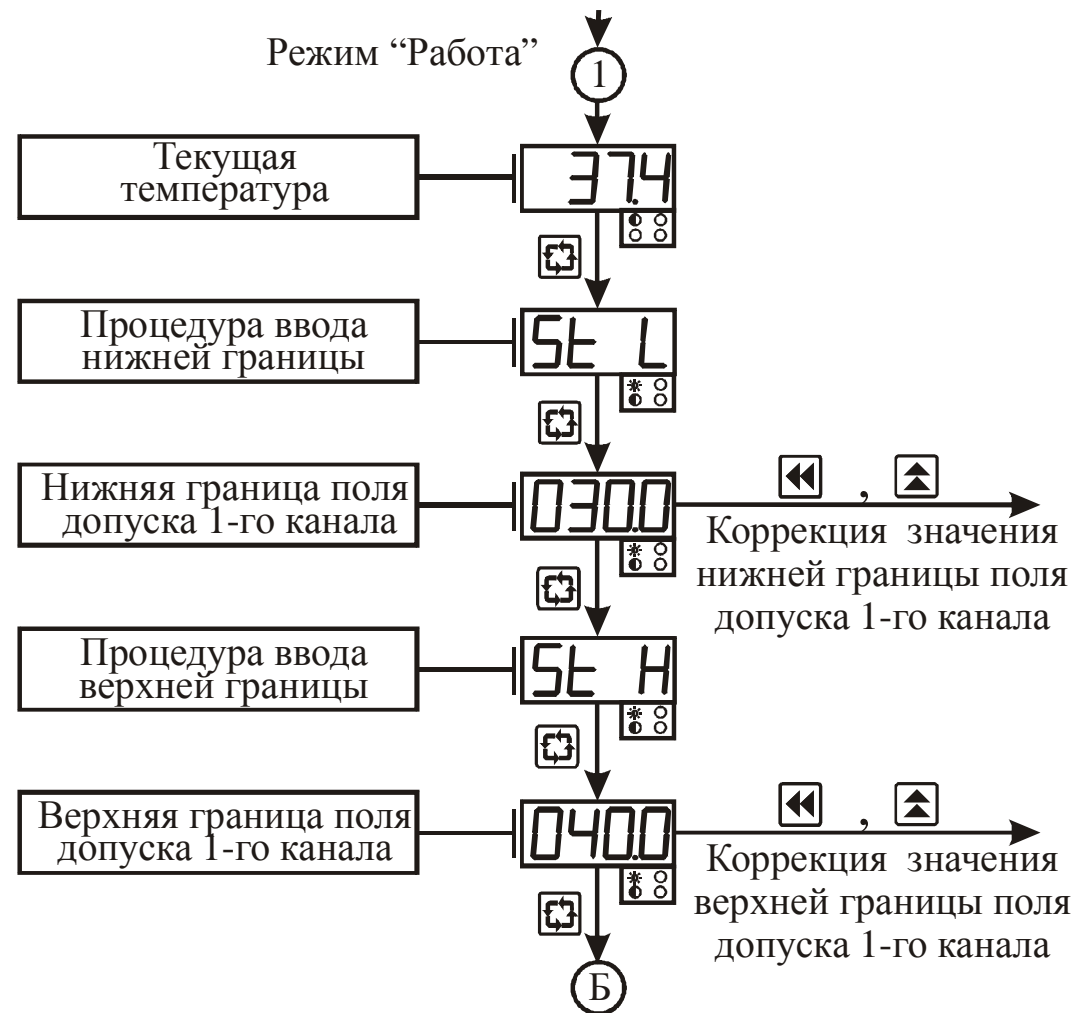 Режим “Работа”
1
Текущая
температура
37.4
Процедура ввода
нижней границы
St L
Нижняя граница поля
допуска 1-го канала
030.0
,
Коррекция значения
нижней границы поля
допуска 1-го канала
Процедура ввода
верхней границы
St H
Верхняя граница поля
допуска 1-го канала
040.0
,
Коррекция значения
верхней границы поля
допуска 1-го канала
Б